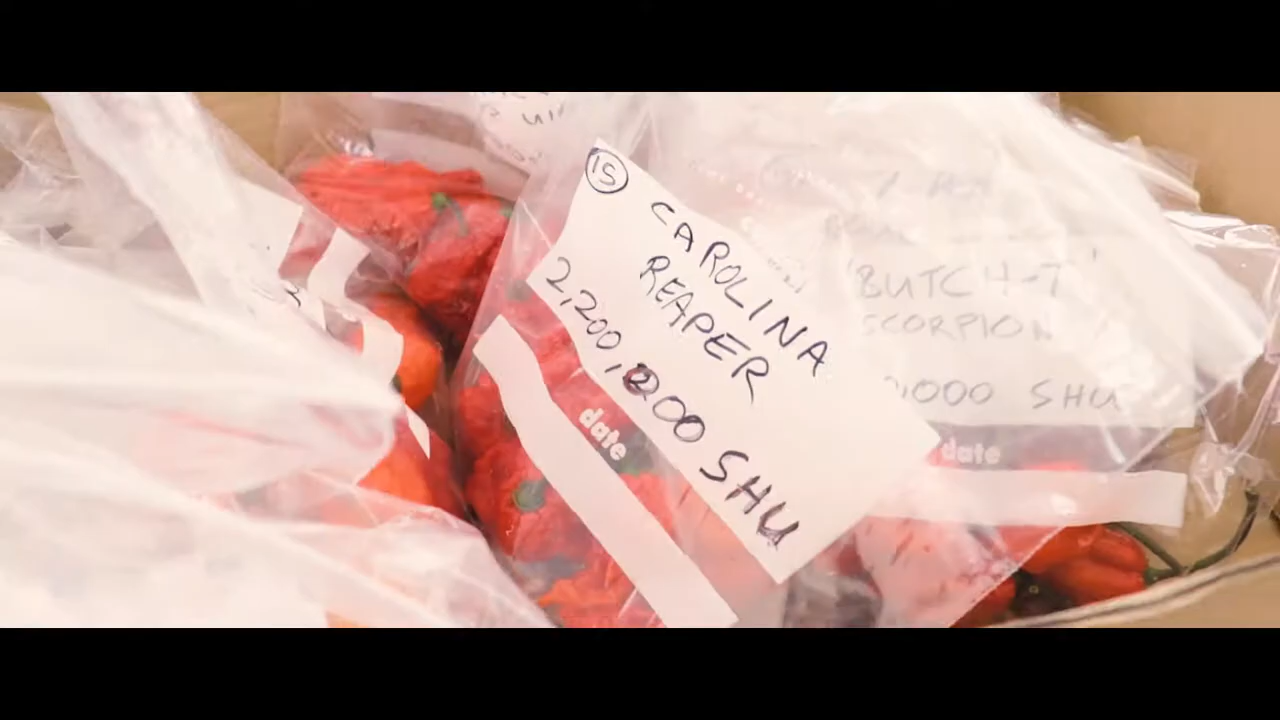 15
CAROLINA
REAPER
2,200,000 SHU
date
BUTCH-T
SCORPION
,000 SHU
date